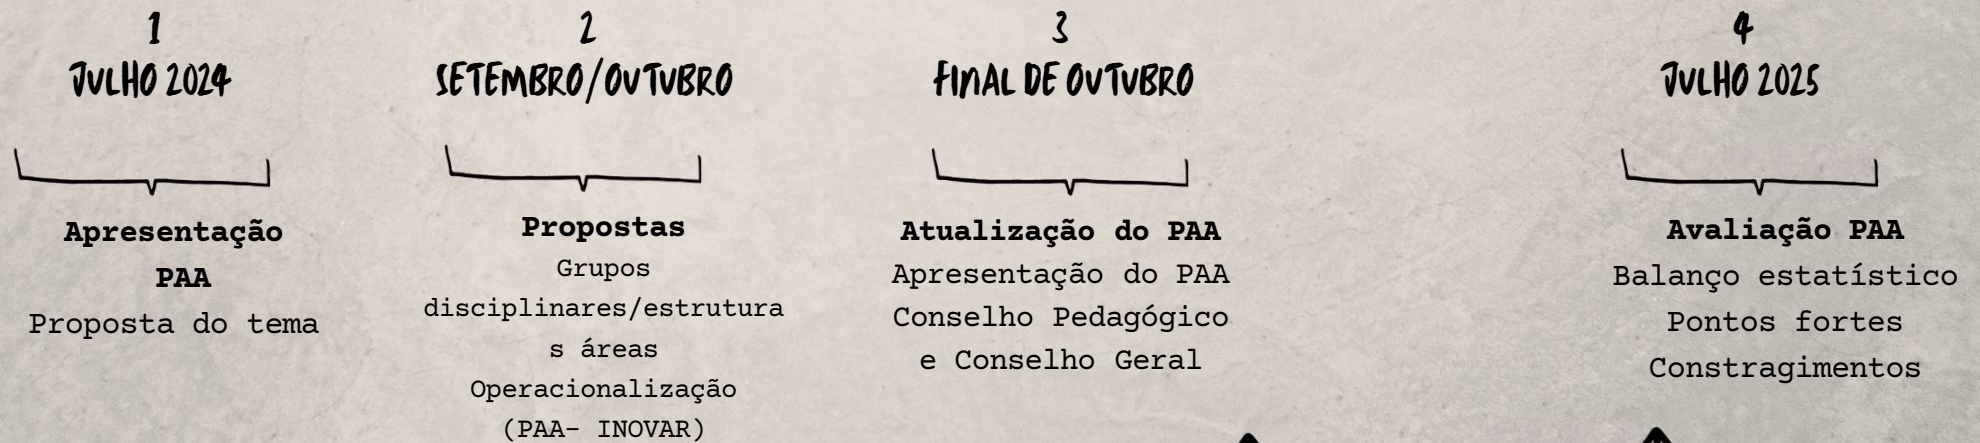 1
JULHO 2024
Apresentação
PAA
Proposta do tema
2
SETEMBRO/OUTUBRO
Propostas
Grupos
disciplinares/estrutura
s áreas
Operacionalização
(PAA- INOVAR)
3
FINAL DE OUTUBRO
Atualização do PAA
Apresentação do PAA
Conselho Pedagógico
e Conselho Geral
4
JULHO 2025
Avaliação PAA
Balanço estatístico
Pontos fortes
Constragimentos